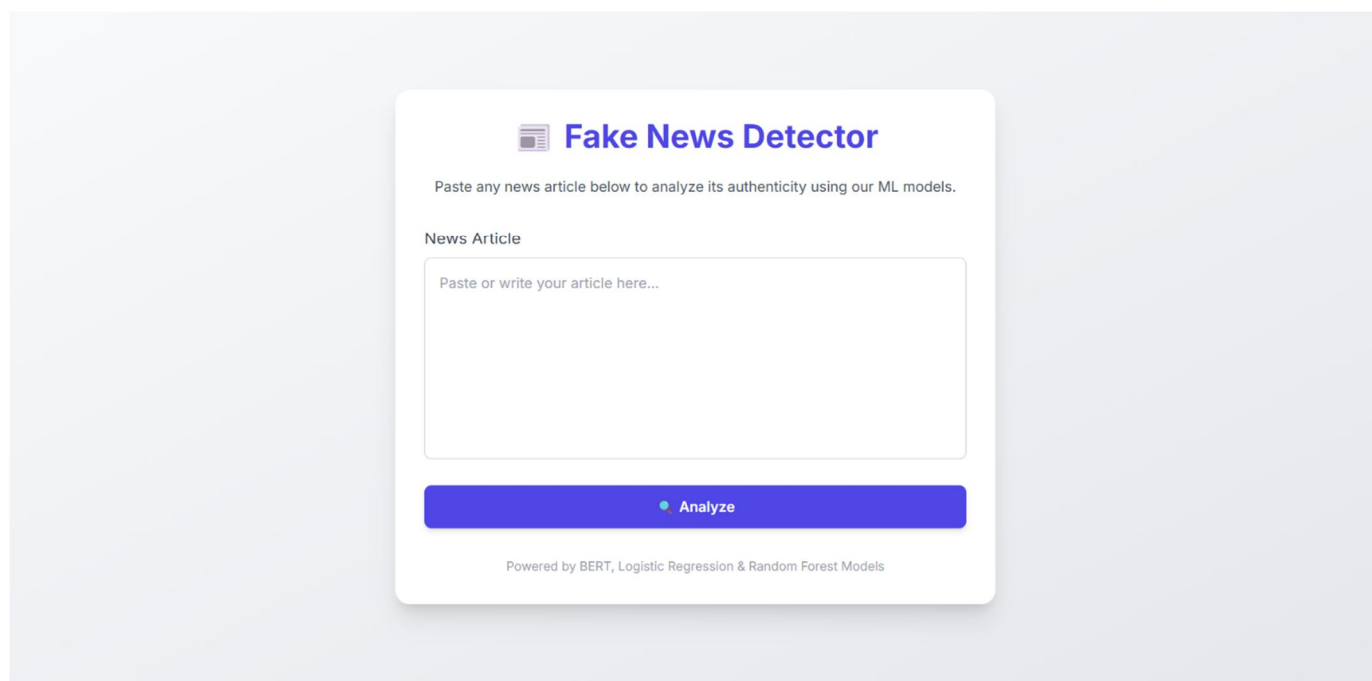 Fake News Detector
Paste any news article below to analyze its authenticity using our ML models.
News Article
Paste or write your article here...
Analyze
Powered by BERT, Logistic Regression & Random Forest Models